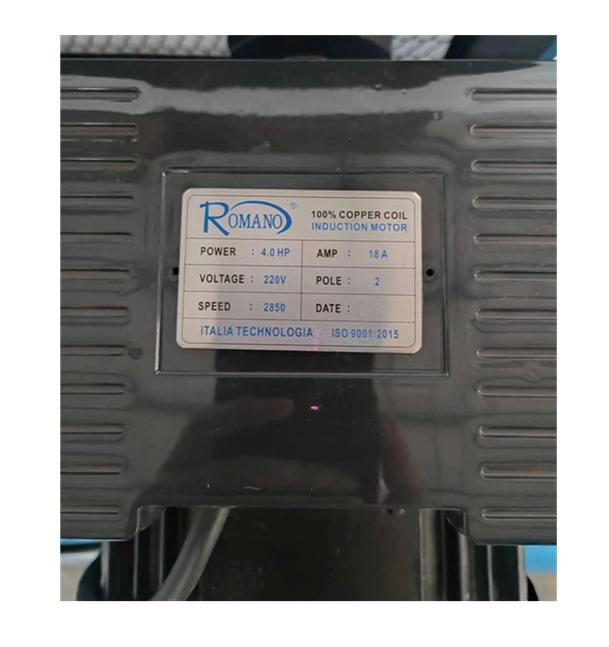 ROMANO®
100% COPPER COIL
INDUCTION MOTOR
POWER : 4.0 HP
AMP : 18 A
VOLTAGE : 220V
POLE : 2
SPEED : 2850
DATE :
ITALIA TECHNOLOGIA ISO 9001:2015